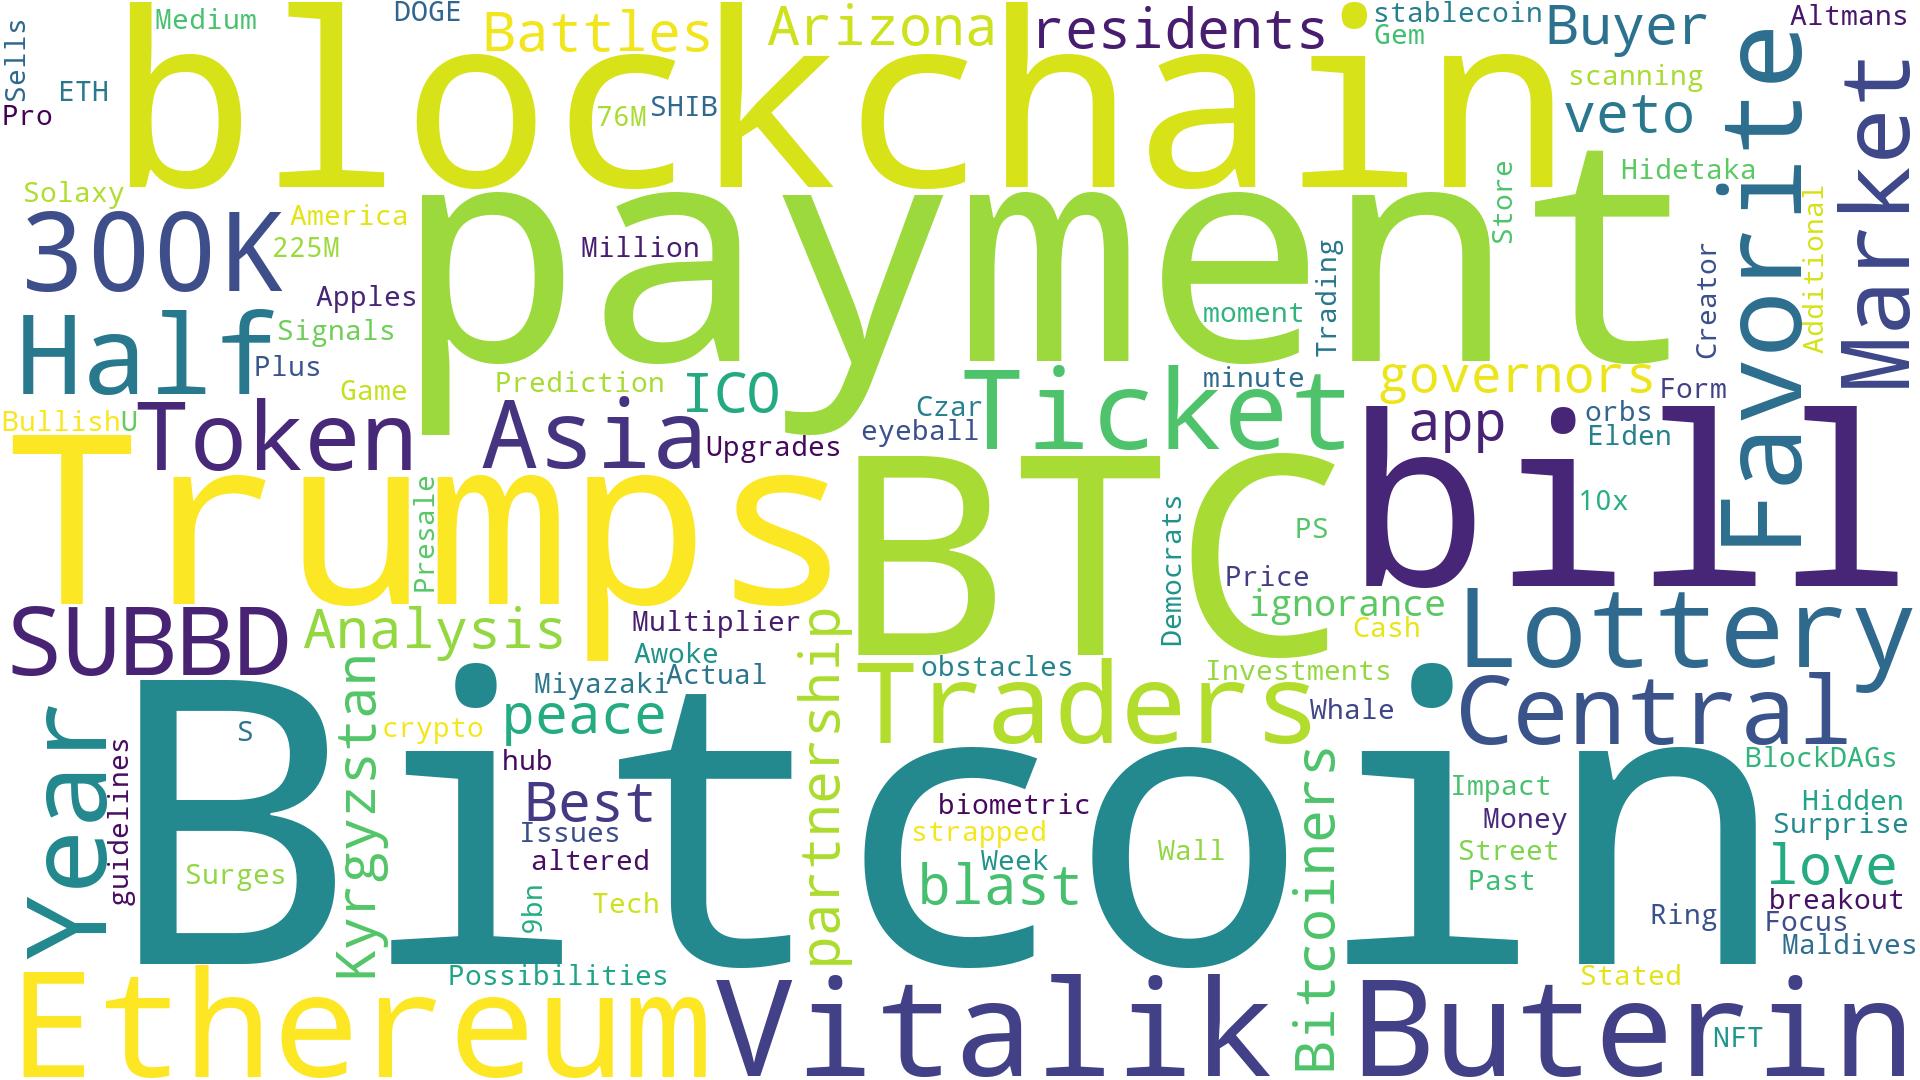 Sells
Medium
DOGE
Battles
Arizona
residents
stablecoin
Gem
Buyer
Altmans
ETH
Pro
blockchain
76M
SHIB
scanning
veto
Favorite
Market
Solaxy
300K
America
225M
Million
payment
Store
Hidetaka
Creator
Additional
Apples
Half
Signals
Plus
Game
Prediction
ICO
moment
Trading
minute
Ticket
governors
Form
Bullish
U
Token
Asia
Upgrades
Czar
eyeball
app
orbs
Elden
Trumps
Presale
BTC
Democrats
PS
Price
bill
10x
SUBBD
Analysis
Multiplier
Awoke
Actual
ignorance
Cash
Lottery
Miyazaki
obstacles
Traders
Investments
Whale
Central
Year
guidelines
S
Kyrgyzstan
crypto
peace
partnership
hub
Best
Issues
altered
Bitcoin
Surges
9bn
Tech
biometric
strapped
Week
blast
Wall
Bitcoiners
Impact
Money
Street
Past
BlockDAGs
Hidden
Surprise
love
breakout
Ring
Focus
Maldives
Possibilities
Stated
Ethereum
Vitalik
Buterin
NFT